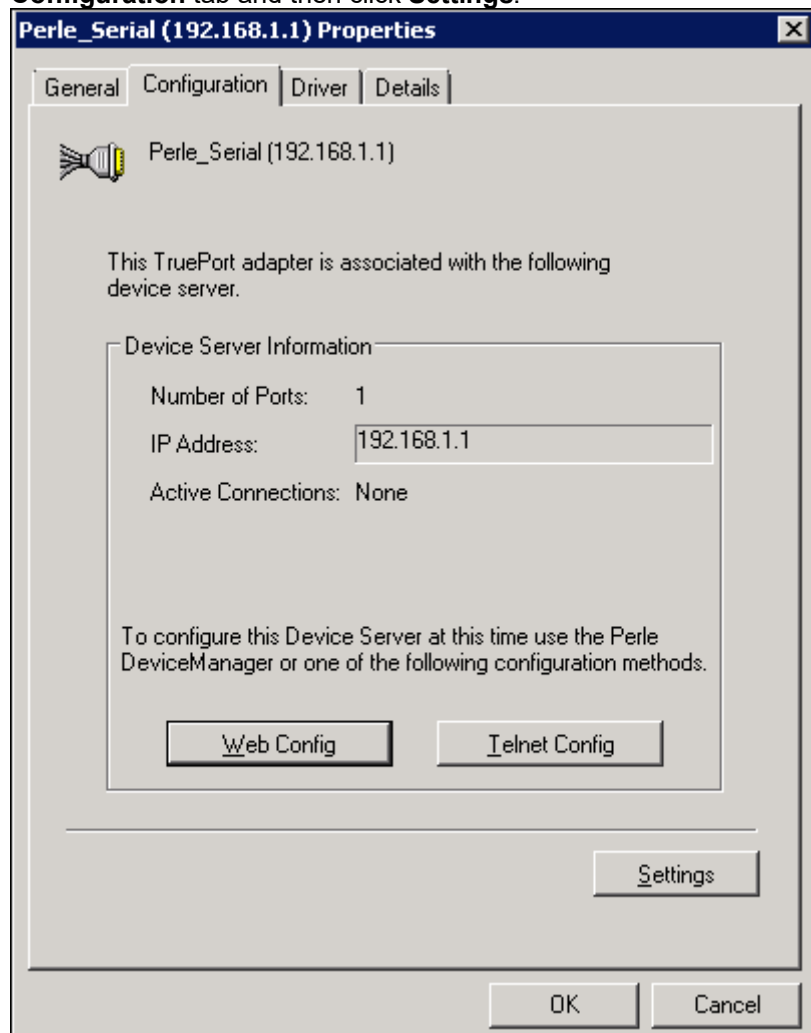 Configuration tab and then click Settings.
Perle_Serial (192.168.1.1) Properties
General Configuration Driver Details
Perle_Serial (192.168.1.1)
This TruePort adapter is associated with the following
device server.
Device Server Information
Number of Ports: 1
IP Address: 192.168.1.1
Active Connections: None
To configure this Device Server at this time use the Perle
DeviceManager or one of the following configuration methods.
Web Config Telnet Config
Settings
OK Cancel